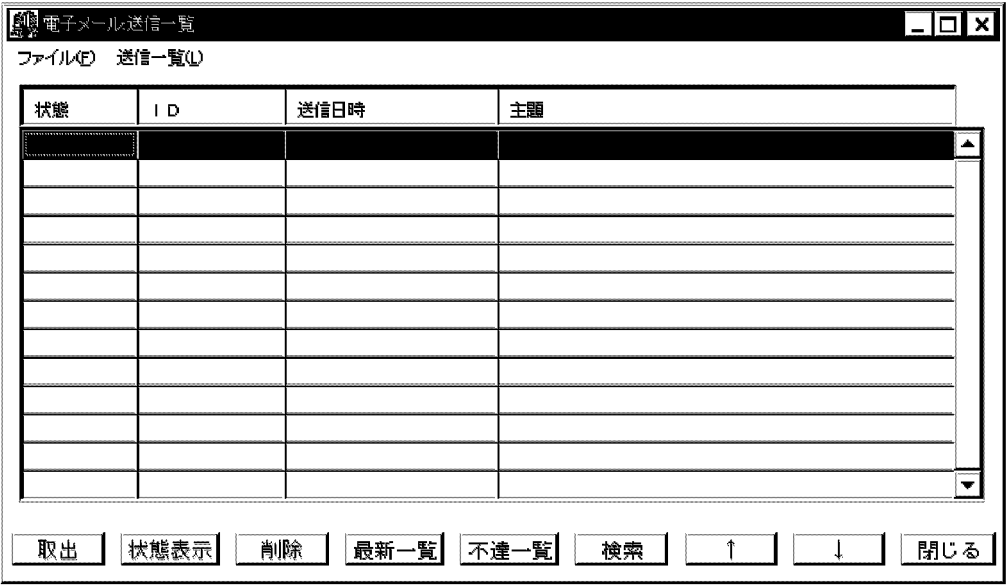 電子メール送信一覧
ファイル(F) 送信一覧(L)
状態 ID 送信日時 主題
取出 状態表示 削除 最新一覧 不達一覧 検索 ↑ ↓ 閉じる